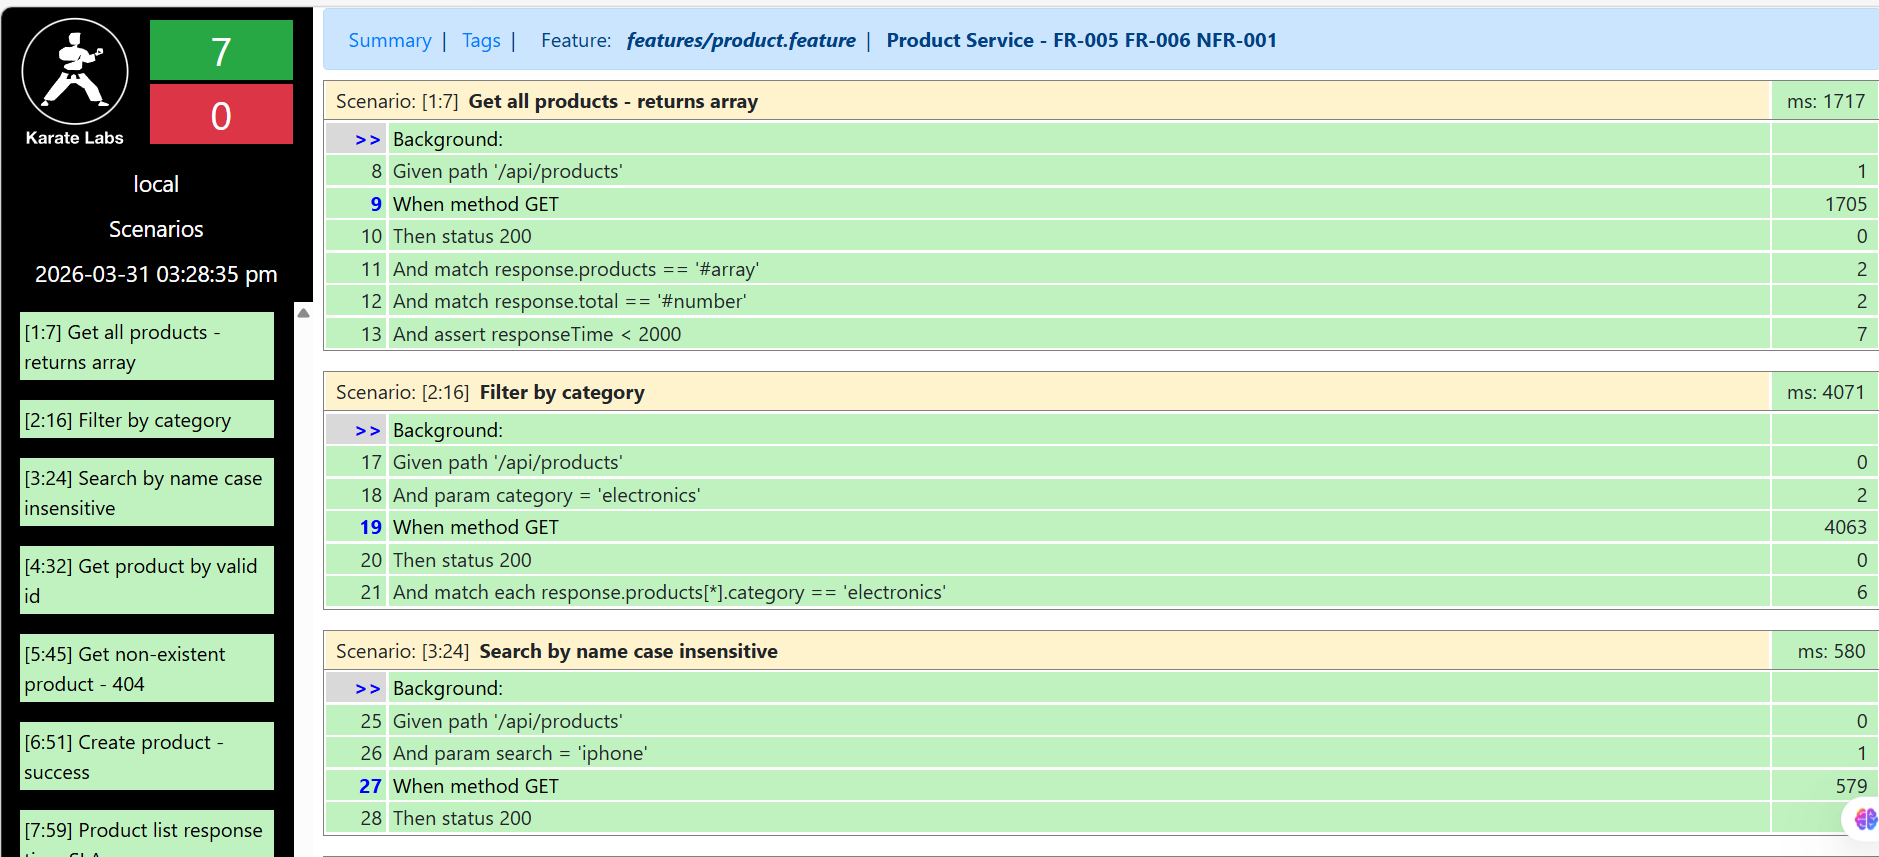 Karate Labs
7
0
local
Scenarios
2026-03-31 03:28:35 pm
[1:7] Get all products -
returns array
[2:16] Filter by category
[3:24] Search by name case
insensitive
[4:32] Get product by valid
id
[5:45] Get non-existent
product - 404
[6:51] Create product -
success
[7:59] Product list response
Summary | Tags | Feature: features/product.feature | Product Service - FR-005 FR-006 NFR-001
Scenario: [1:7] Get all products - returns array ms: 1717
>> Background:
8 Given path '/api/products' 1
9 When method GET 1705
10 Then status 200 0
11 And match response.products == '#array' 2
12 And match response.total == '#number' 2
13 And assert responseTime < 2000 7
Scenario: [2:16] Filter by category ms: 4071
>> Background:
17 Given path '/api/products' 0
18 And param category = 'electronics' 2
19 When method GET 4063
20 Then status 200 0
21 And match each response.products[*].category == 'electronics' 6
Scenario: [3:24] Search by name case insensitive ms: 580
>> Background:
25 Given path '/api/products' 0
26 And param search = 'iphone' 1
27 When method GET 579
28 Then status 200